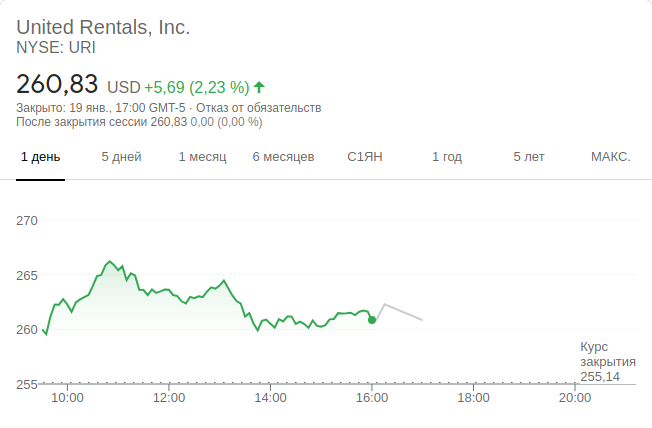 United Rentals, Inc.
NYSE: URI
260,83 USD +5,69 (2,23 %)
Закрыто: 19 янв., 17:00 GMT-5 · Отказ от обязательств
После закрытия сессии 260,83 0,00 (0,00 %)
1 день 5 дней 1 месяц 6 месяцев С1ЯН 1 год 5 лет МАКС.
270
265
260
Курс
закрытия
255,14
255
10:00 12:00 14:00 16:00 18:00 20:00